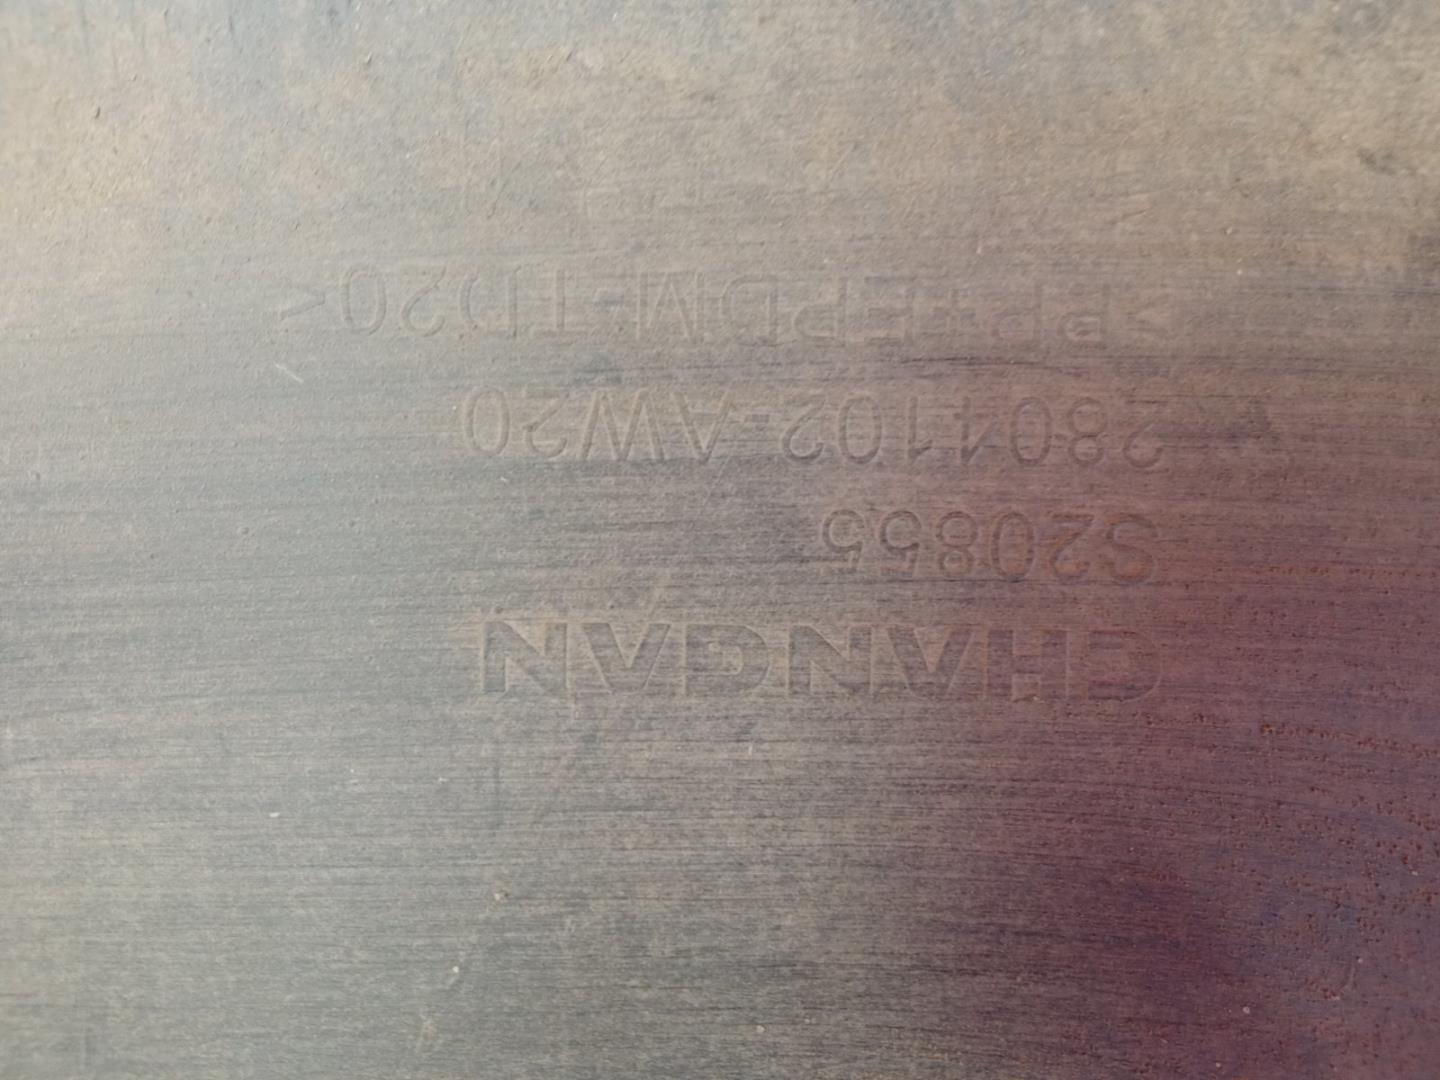 CHANGAN
S20855
2804102-AW20
>PP+EPDM-TD20<